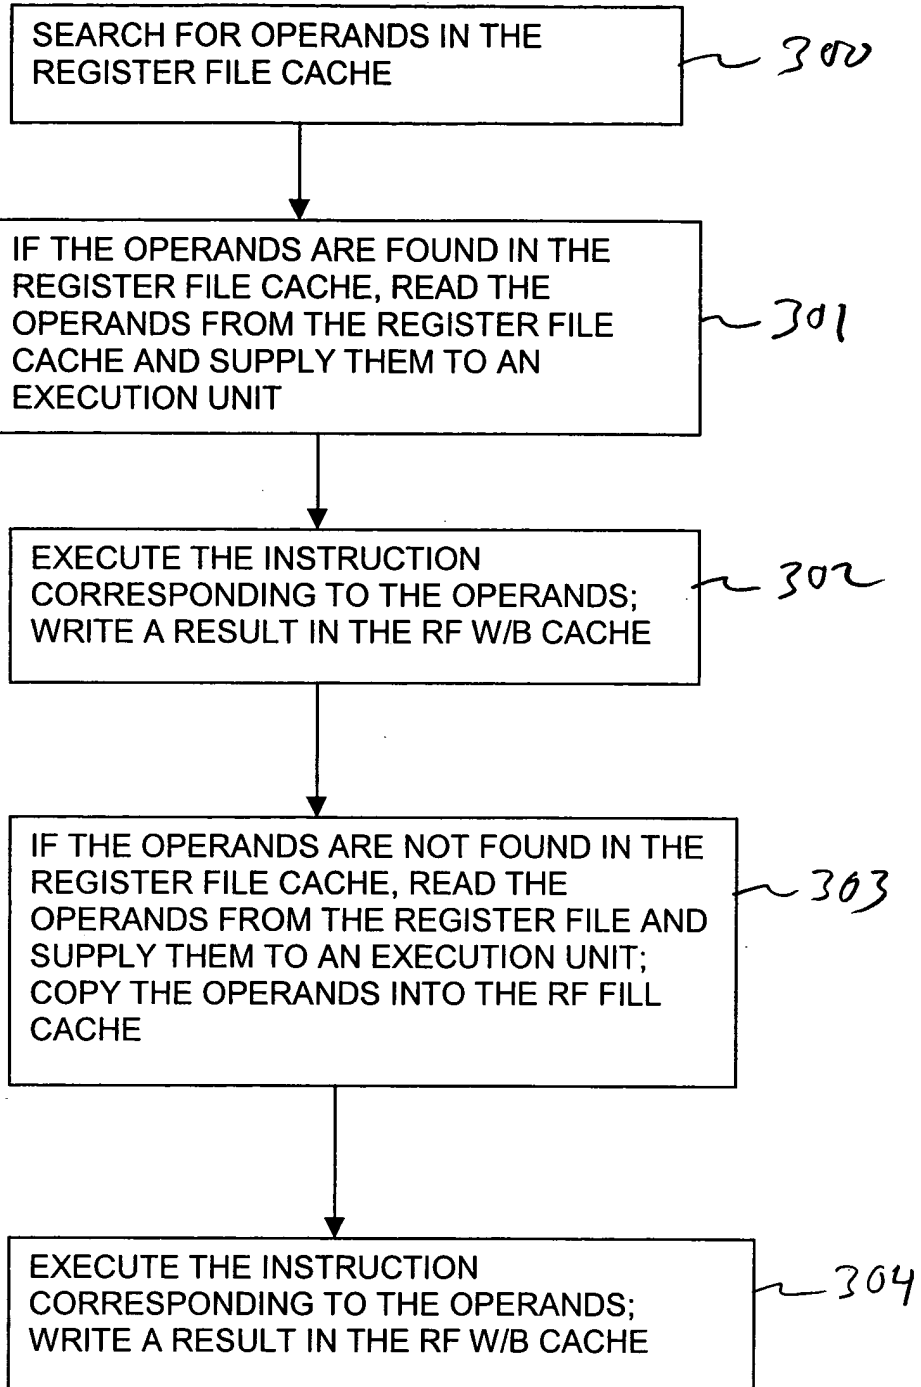 SEARCH FOR OPERANDS IN THE
REGISTER FILE CACHE
300
IF THE OPERANDS ARE FOUND IN THE
REGISTER FILE CACHE, READ THE
OPERANDS FROM THE REGISTER FILE
CACHE AND SUPPLY THEM TO AN
EXECUTION UNIT
301
EXECUTE THE INSTRUCTION
CORRESPONDING TO THE OPERANDS;
WRITE A RESULT IN THE RF W/B CACHE
302
IF THE OPERANDS ARE NOT FOUND IN THE
REGISTER FILE CACHE, READ THE
OPERANDS FROM THE REGISTER FILE AND
SUPPLY THEM TO AN EXECUTION UNIT;
COPY THE OPERANDS INTO THE RF FILL
CACHE
303
EXECUTE THE INSTRUCTION
CORRESPONDING TO THE OPERANDS;
WRITE A RESULT IN THE RF W/B CACHE
304